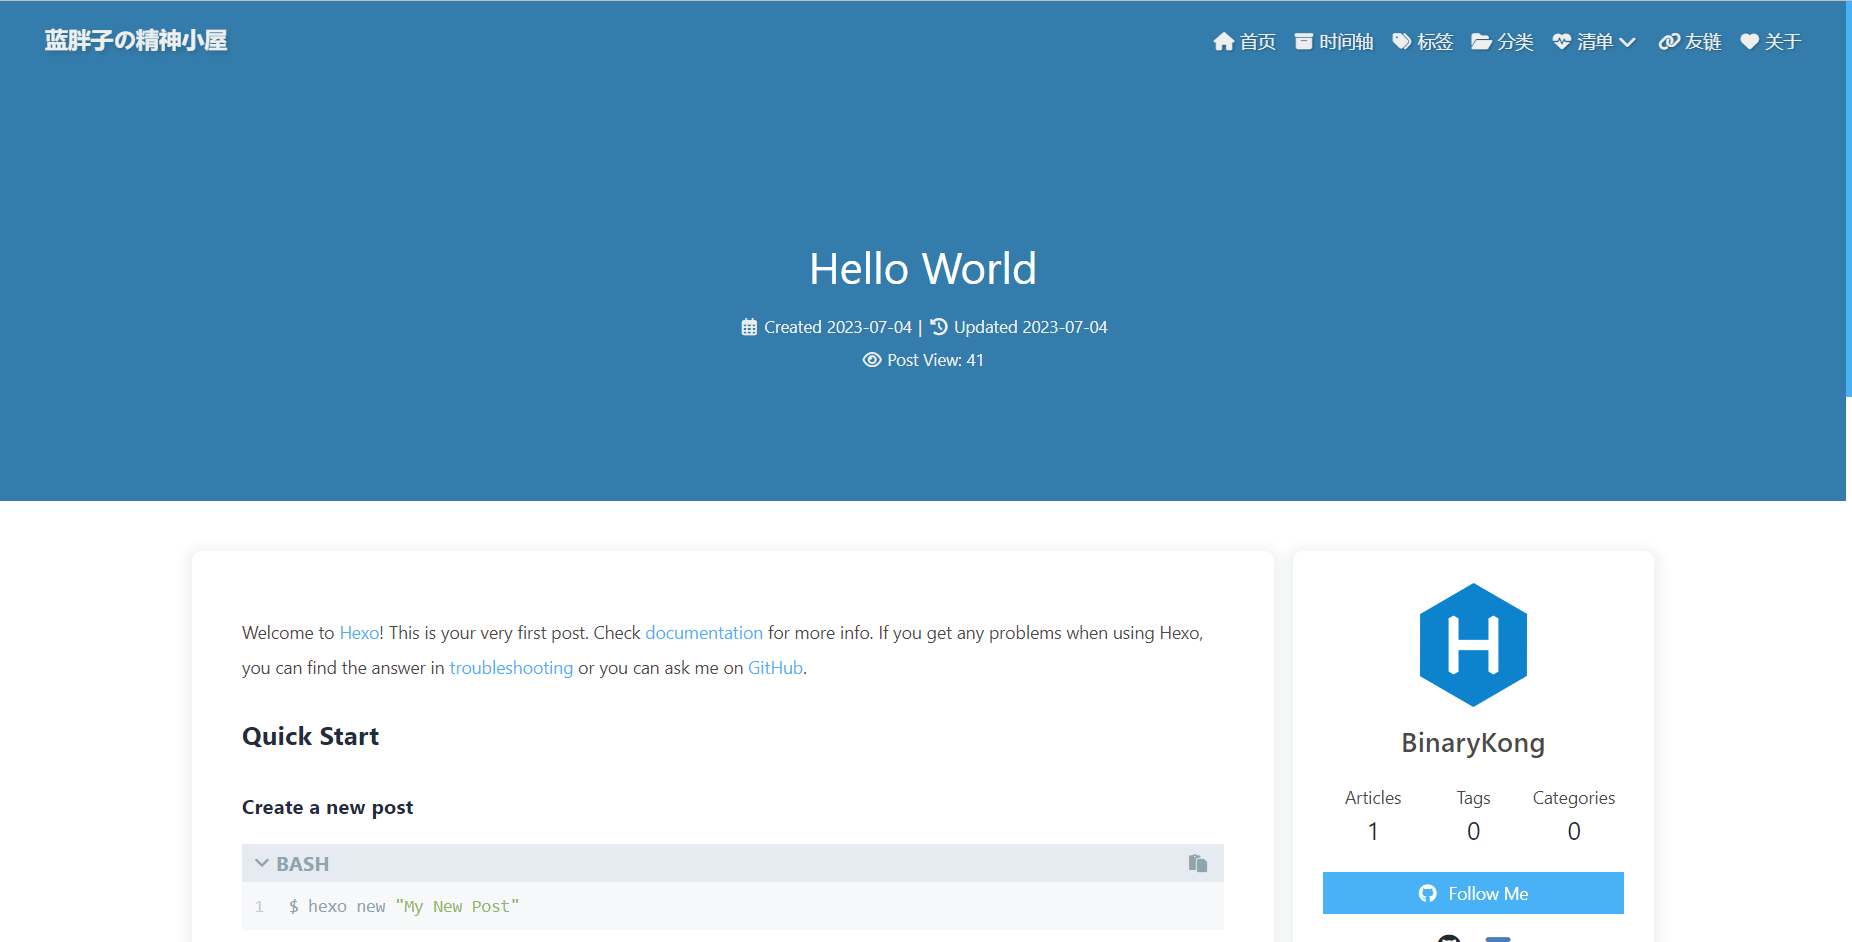 蓝胖子の精神小屋
首页 时间轴 标签 分类 清单 友链 关于
Hello World
Created 2023-07-04 | Updated 2023-07-04
Post View: 41
Welcome to Hexo! This is your very first post. Check documentation for more info. If you get any problems when using Hexo,
you can find the answer in troubleshooting or you can ask me on GitHub.
Quick Start
Create a new post
BASH
1 $ hexo new "My New Post"
H
BinaryKong
Articles Tags Categories
1 0 0
Follow Me